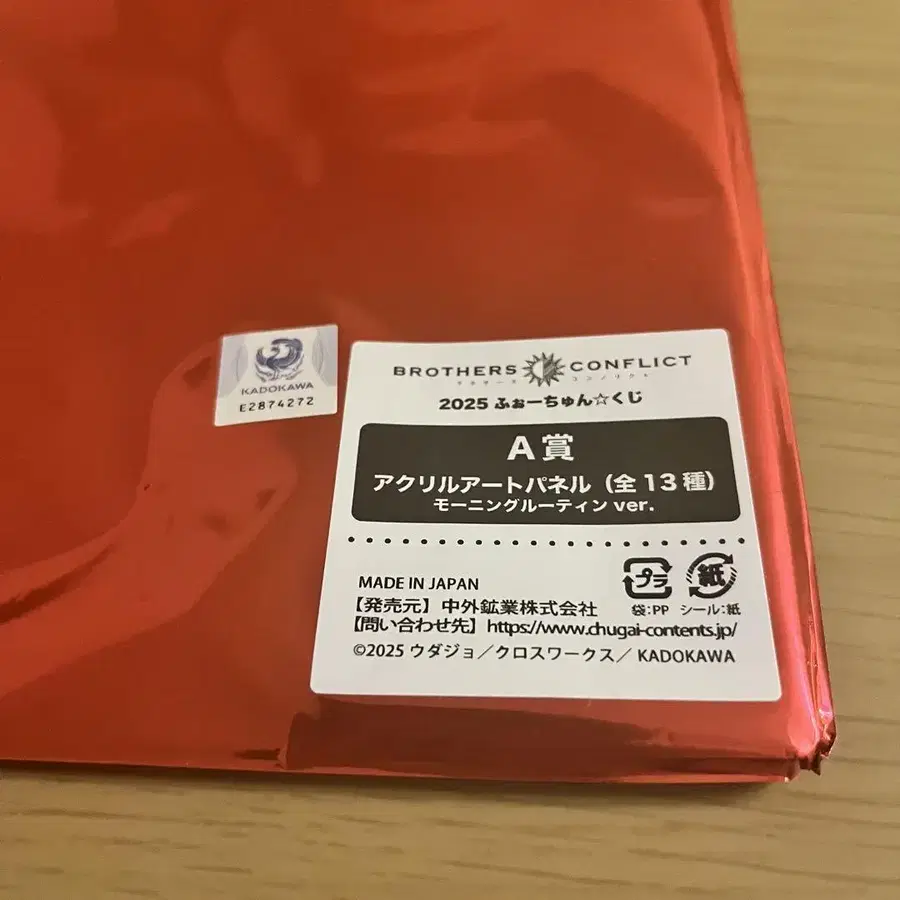 KADOKAWA
E2874272
BROTHERS CONFLICT
ブラザーズ コンフリクト
2025 ふぉーちゅん☆くじ
A賞
アクリルアートパネル(全13種)
モーニングルーティン ver.
MADE IN JAPAN
【発売元】中外鉱業株式会社
【問い合わせ先】https://www.chugai-contents.jp/
©2025 ウダジョ/クロスワークス/ KADOKAWA
プラ
袋:PP
紙
シール:紙